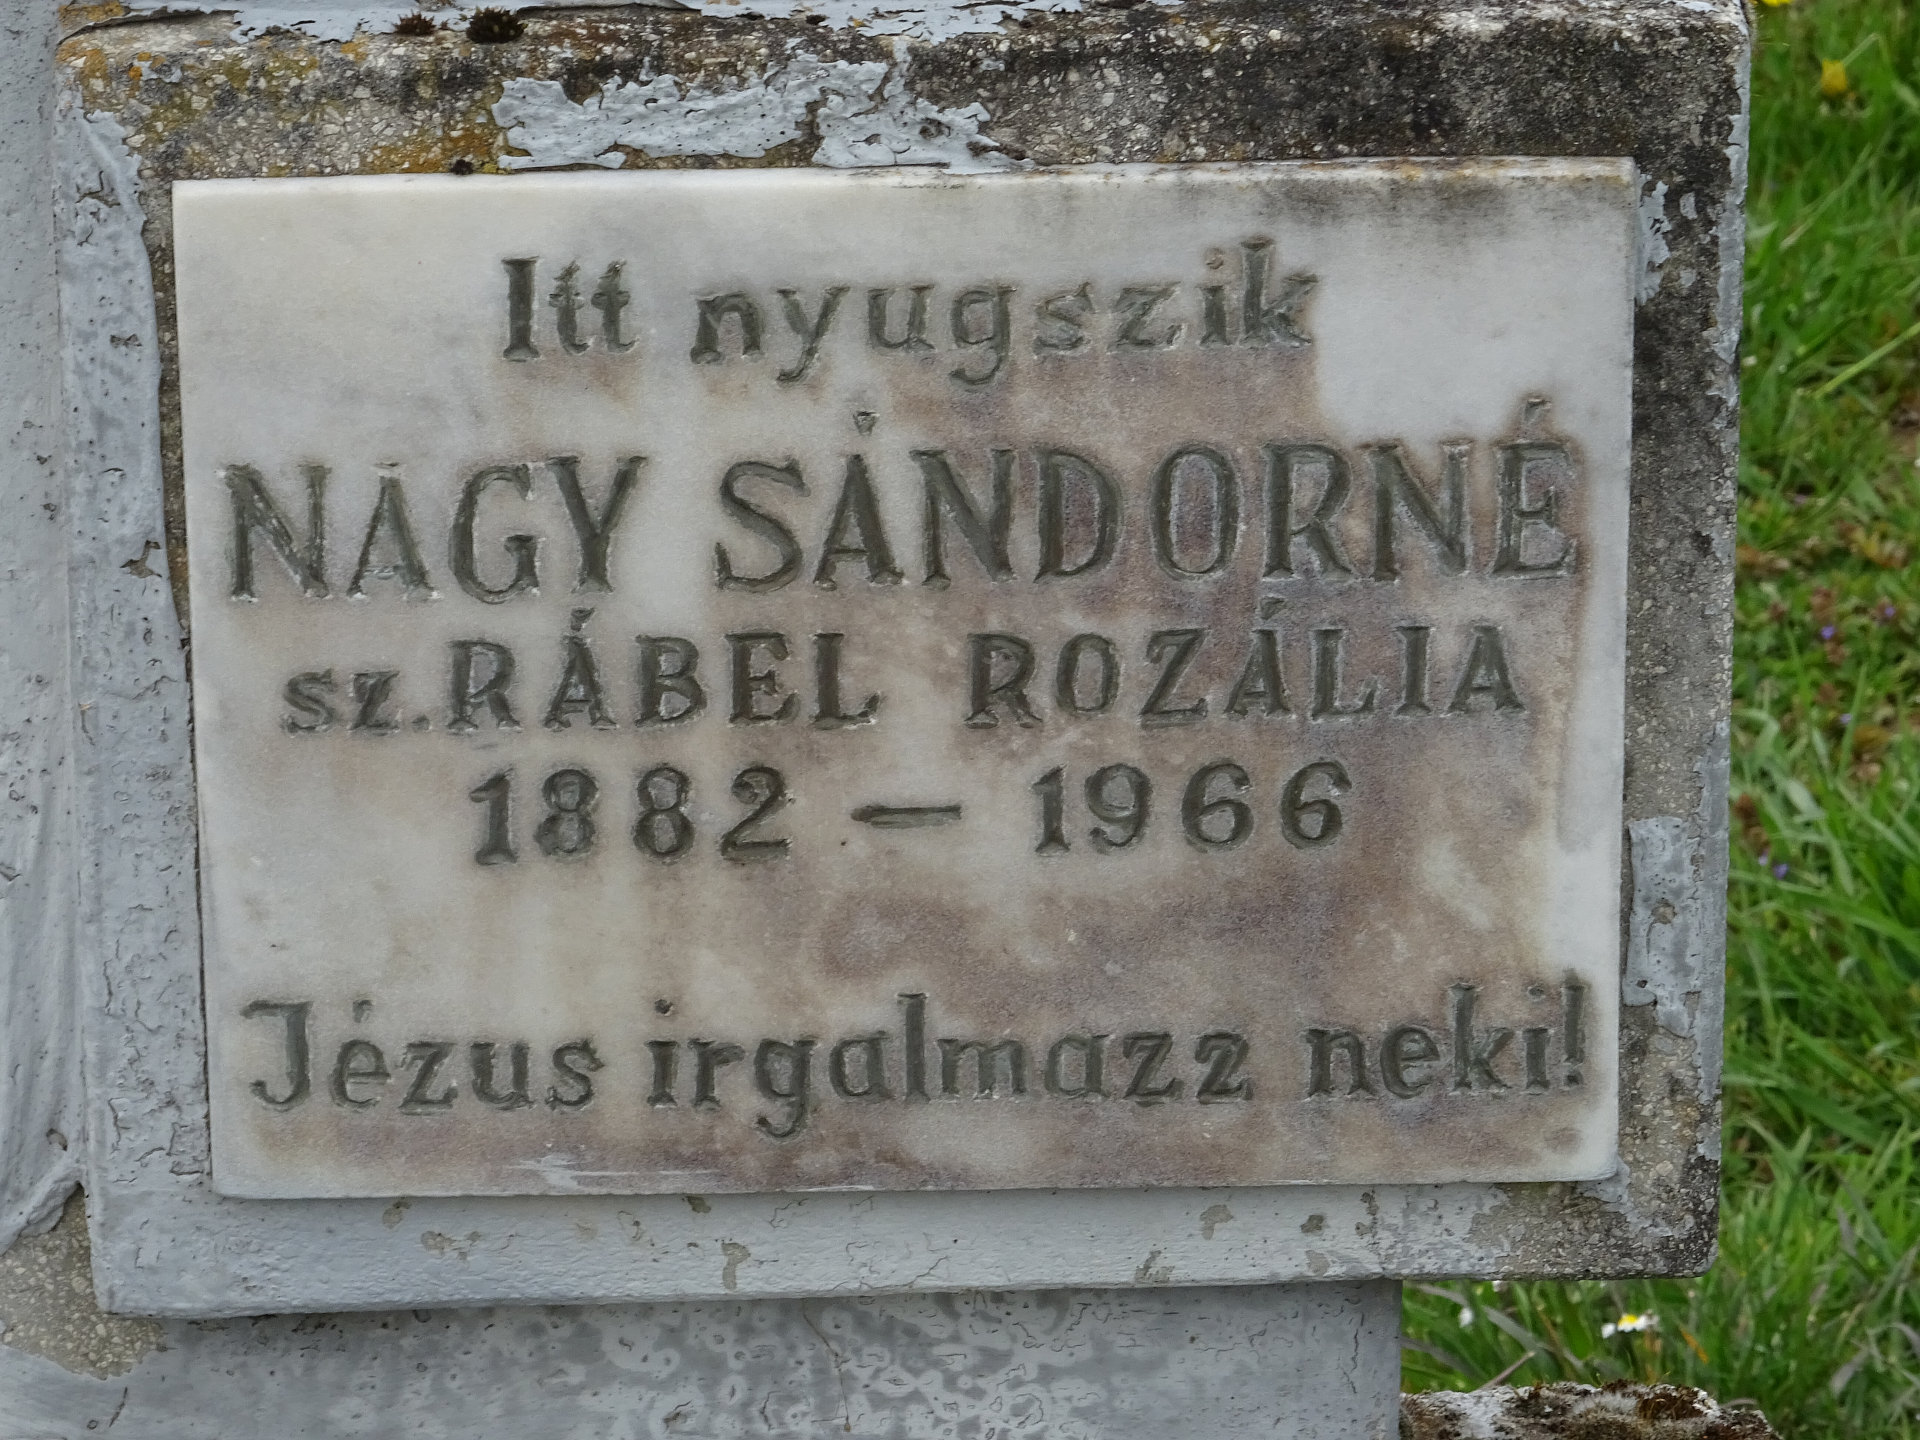 Itt nyugszik
NAGY SÁNDORNÉ
sz. RÁBEL ROZÁLIA
1882 — 1966
Jézus irgalmazz neki!